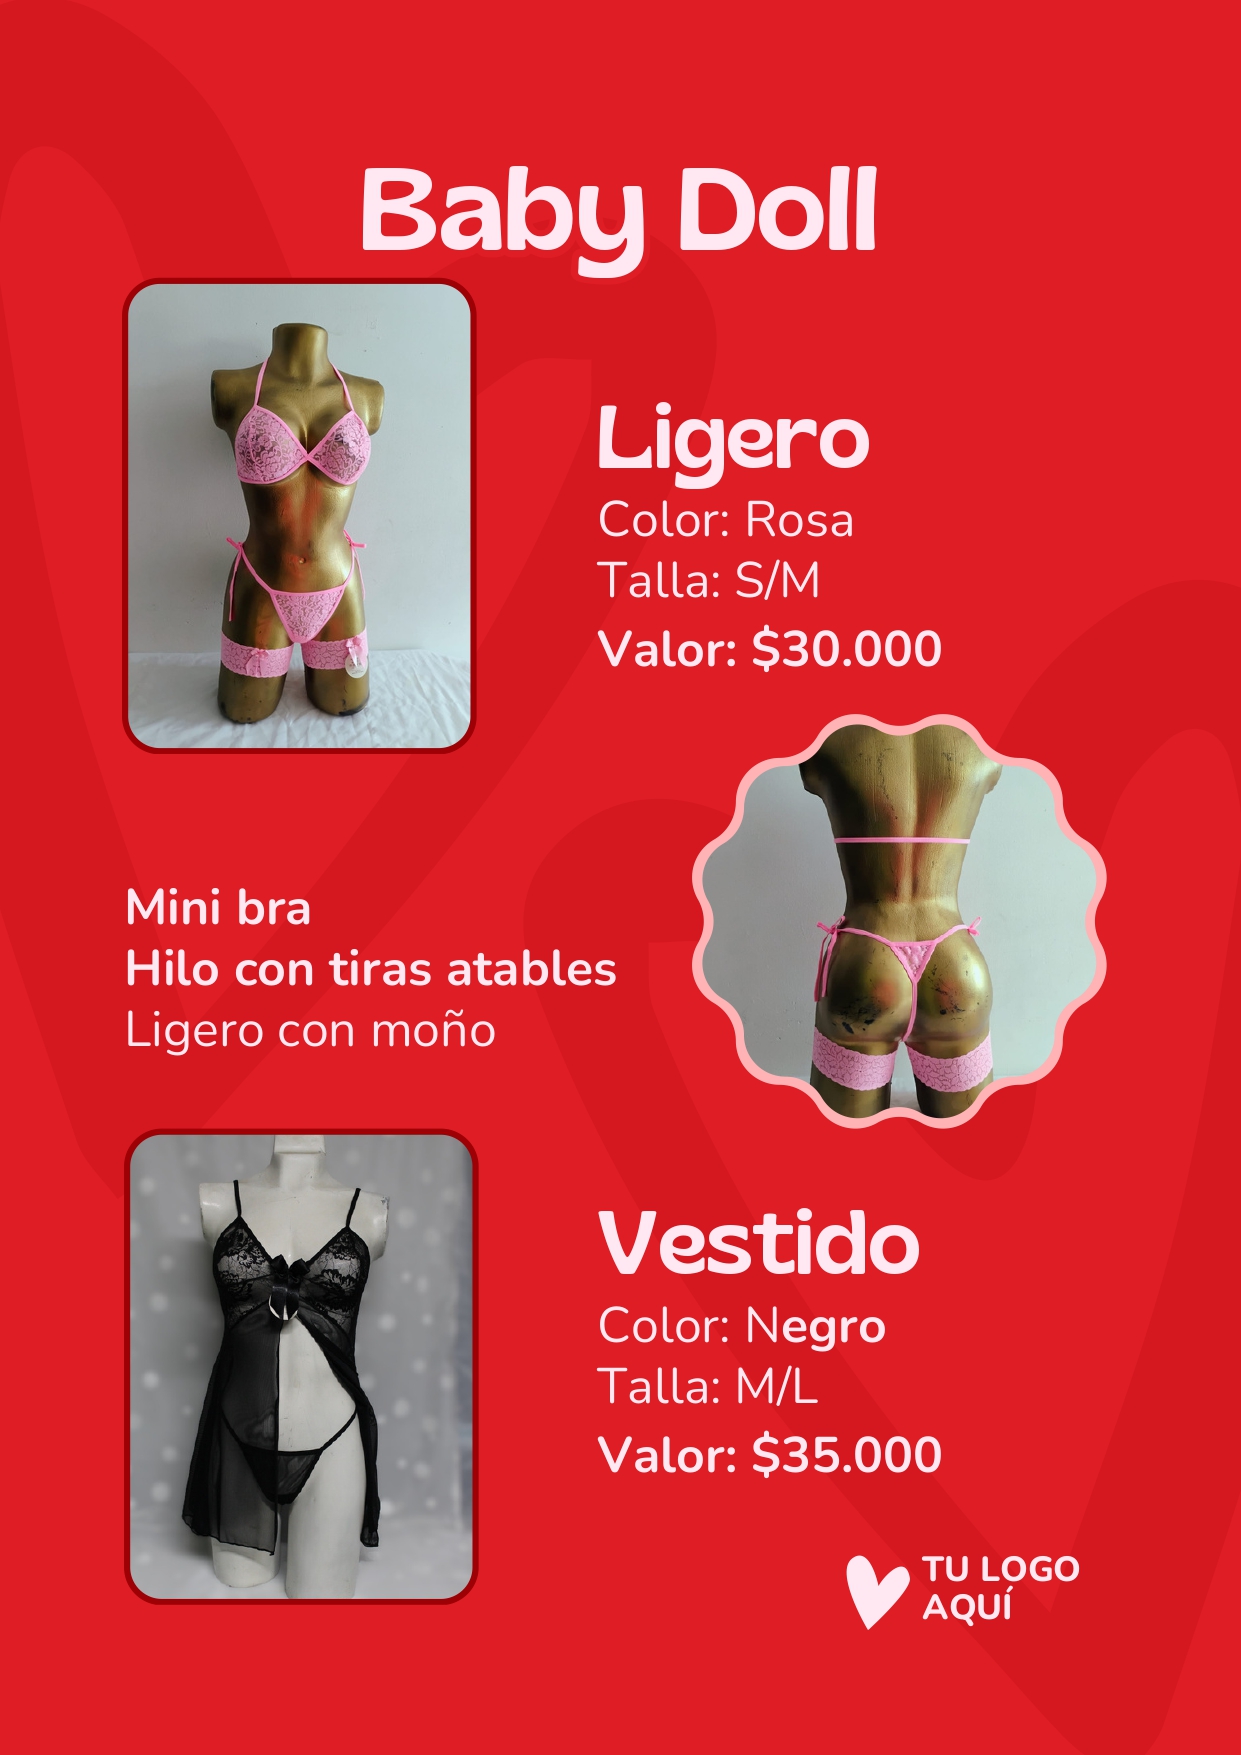 Baby Doll
Ligero
Color: Rosa
Talla: S/M
Valor: $30.000
Mini bra
Hilo con tiras atables
Ligero con moño
Vestido
Color: Negro
Talla: M/L
Valor: $35.000
TU LOGO
AQUÍ